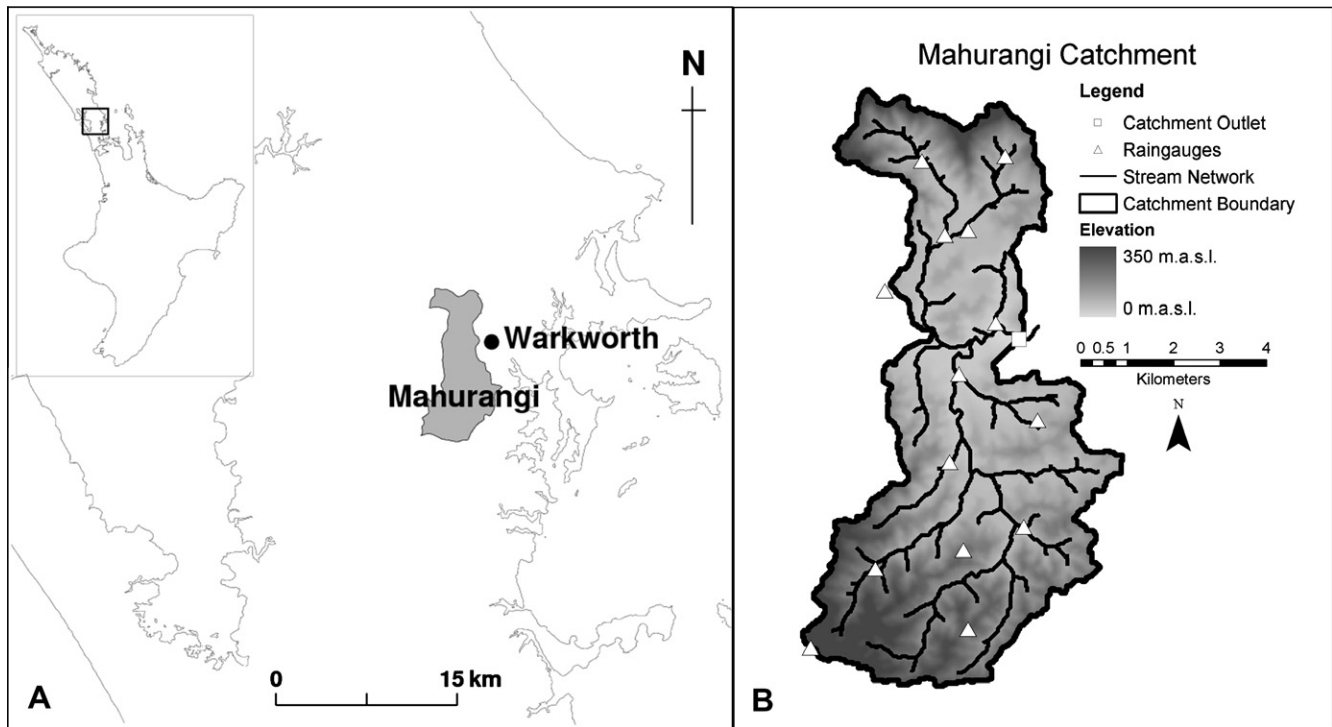 N
Warkworth
Mahurangi
0 15 km
A
Mahurangi Catchment
Legend
Catchment Outlet
Raingauges
Stream Network
Catchment Boundary
Elevation
350 m.a.s.l.
0 m.a.s.l.
0 0.5 1 2 3 4
Kilometers
N
B